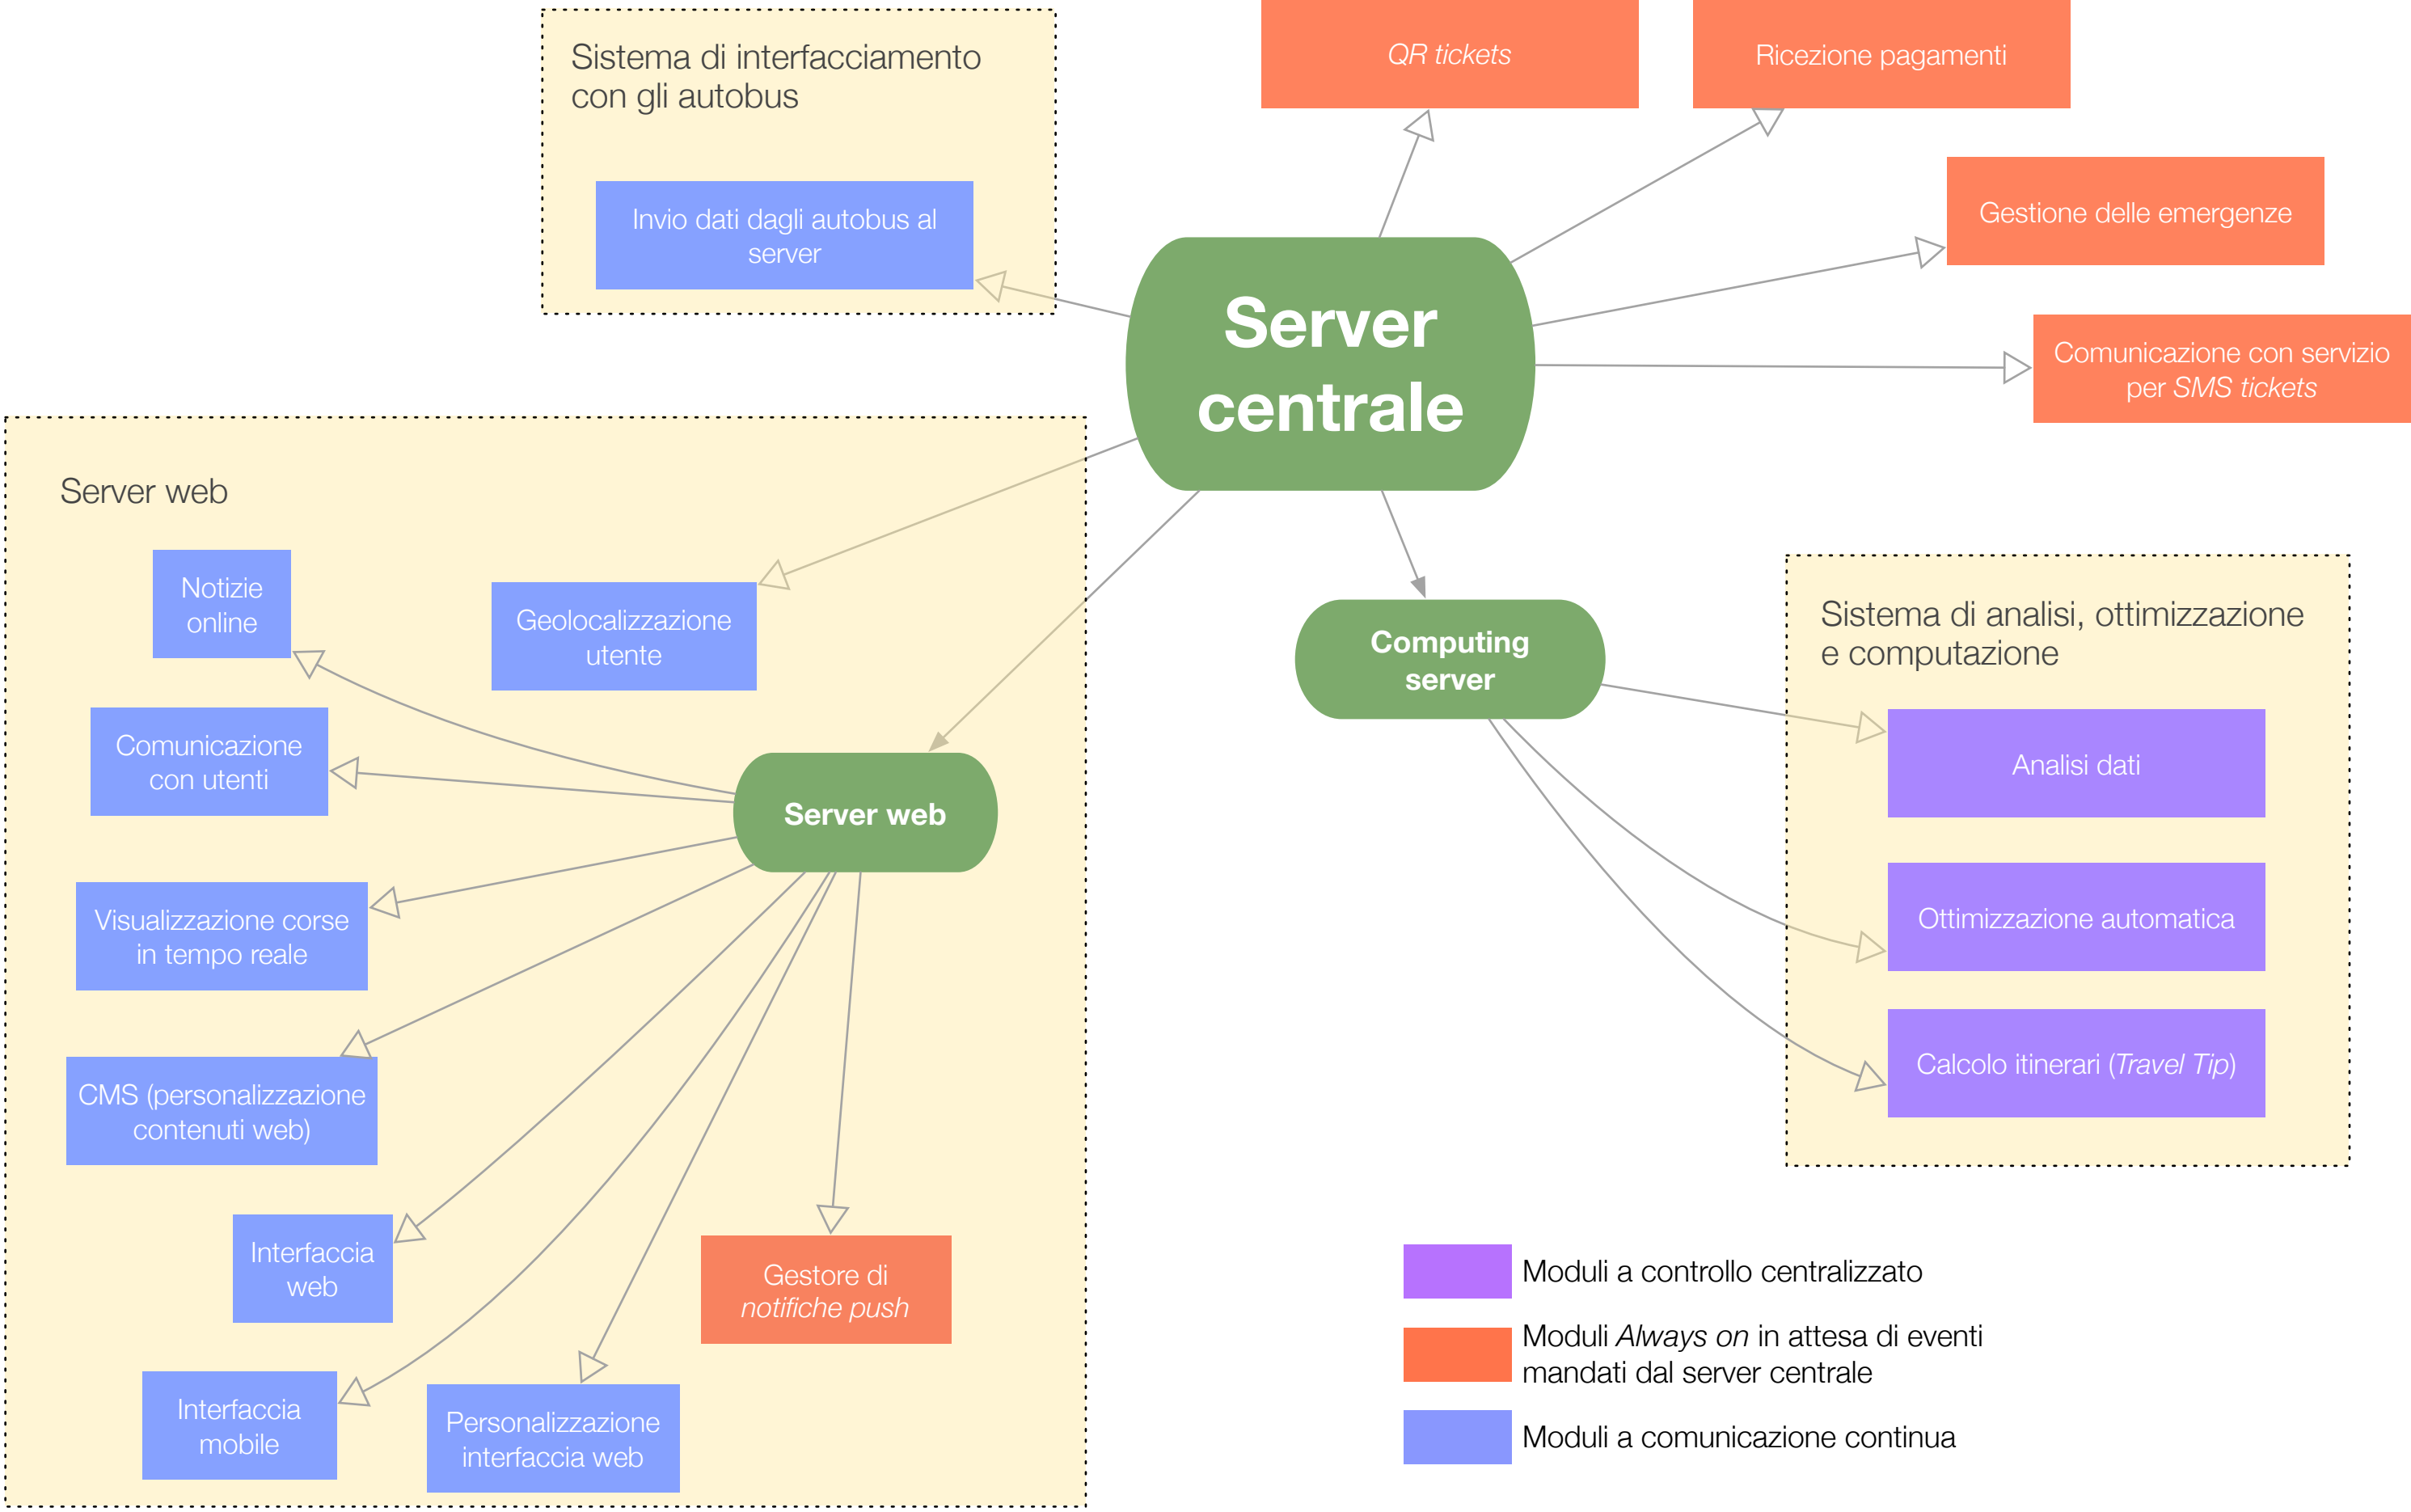 Sistema di interfacciamento
con gli autobus
Invio dati dagli autobus al
server
QR tickets
Ricezione pagamenti
Gestione delle emergenze
Comunicazione con servizio
per SMS tickets
Server
centrale
Server web
Notizie
online
Geolocalizzazione
utente
Comunicazione
con utenti
Server web
Visualizzazione corse
in tempo reale
CMS (personalizzazione
contenuti web)
Interfaccia
web
Gestore di
notifiche push
Interfaccia
mobile
Personalizzazione
interfaccia web
Computing
server
Sistema di analisi, ottimizzazione
e computazione
Analisi dati
Ottimizzazione automatica
Calcolo itinerari (Travel Tip)
Moduli a controllo centralizzato
Moduli Always on in attesa di eventi
mandati dal server centrale
Moduli a comunicazione continua